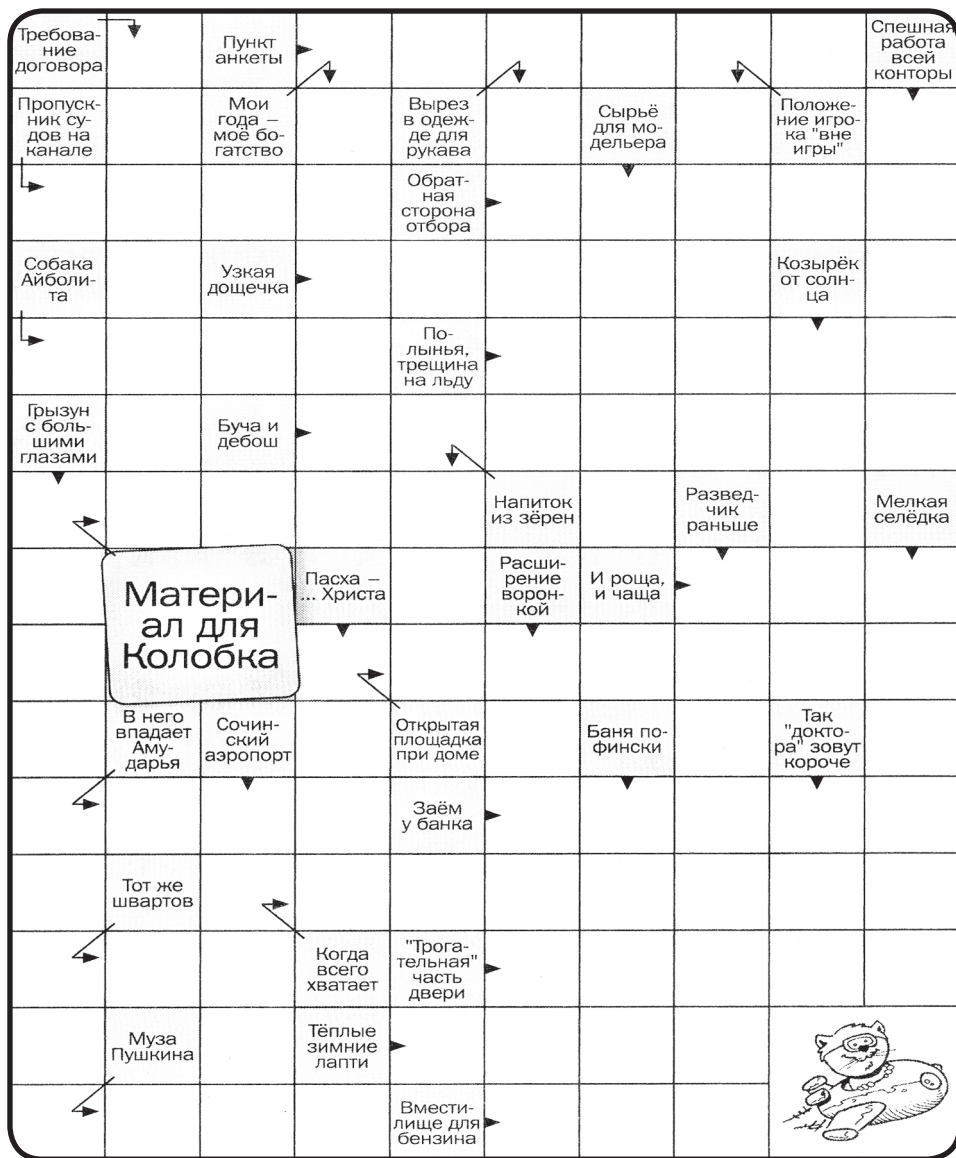 Требова-
ние
договора
Пункт
анкеты
Спешная
работа
всей
конторы
Пропуск-
ник су-
дов на
канале
Мои
года –
моё бо-
гатство
Вырез
в одеж-
де для
рукава
Сырьё
для мо-
дельера
Положе-
ние игро-
ка "вне
игры"
Обрат-
ная
сторона
отбора
Собака
Айболи-
та
Узкая
дощечка
Козырёк
от солн-
ца
По-
лынья,
трещина
на льду
Грызун
с боль-
шими
глазами
Буча и
дебош
Напиток
из зёрен
Развед-
чик
раньше
Мелкая
селёдка
Матери-
ал для
Колобка
Пасха –
... Христа
Расши-
рение
ворон-
кой
И роща,
и чаща
В него
впадает
Аму-
дарья
Сочин-
ский
аэропорт
Открытая
площадка
при доме
Баня по-
фински
Так
"докто-
ра" зовут
короче
Заём
у банка
Тот же
швартов
Когда
всего
хватает
"Трога-
тельная"
часть
двери
Муза
Пушкина
Тёплые
зимние
лапти
Вмести-
лище для
бензина